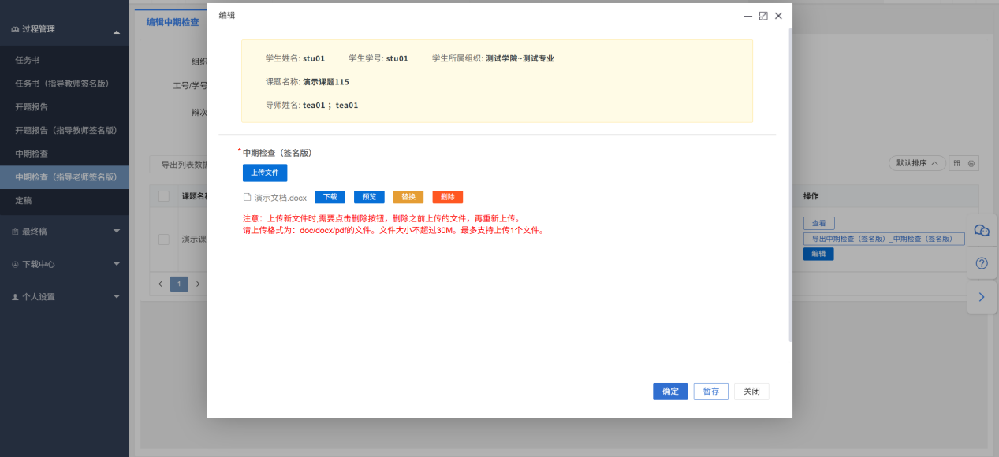 过程管理
任务书
任务书（指导教师签名版）
开题报告
开题报告（指导教师签名版）
中期检查
中期检查（指导老师签名版）
定稿
最终稿
下载中心
个人设置
编辑中期检查
组织
工号/学号
辩次
导出列表数据
默认排序
课题名称
操作
演示课
查看
导出中期检查（签名版）_中期检查（签名版）
编辑
1
编辑
学生姓名: stu01 学生学号: stu01 学生所属组织: 测试学院~测试专业
课题名称: 演示课题115
导师姓名: tea01 ; tea01
*中期检查（签名版）
上传文件
演示文档.docx 下载 预览 替换 删除
注意：上传新文件时,需要点击删除按钮，删除之前上传的文件，再重新上传。
请上传格式为：doc/docx/pdf的文件。文件大小不超过30M。最多支持上传1个文件。
确定 暂存 关闭